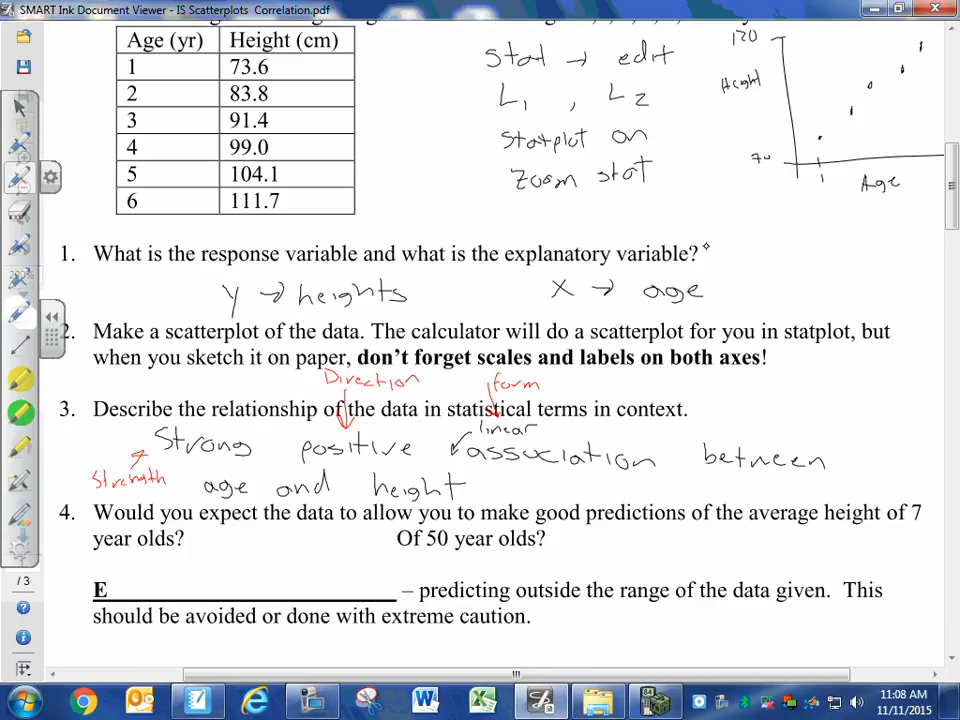 SMART Ink Document Viewer - IS Scatterplots Correlation.pdf
Age (yr) Height (cm)
1 73.6
2 83.8
3 91.4
4 99.0
5 104.1
6 111.7
Stat → edit
L1 , L2
Statplot on
Zoom stat
120
Height
70
1
Age
1. What is the response variable and what is the explanatory variable?
Y → heights X → age
2. Make a scatterplot of the data. The calculator will do a scatterplot for you in statplot, but
when you sketch it on paper, don't forget scales and labels on both axes!
Direction Form
3. Describe the relationship of the data in statistical terms in context.
linear
Strong positive association between
Strength age and height
4. Would you expect the data to allow you to make good predictions of the average height of 7
year olds? Of 50 year olds?
E______________________ – predicting outside the range of the data given. This
should be avoided or done with extreme caution.
/ 3
11:08 AM
11/11/2015